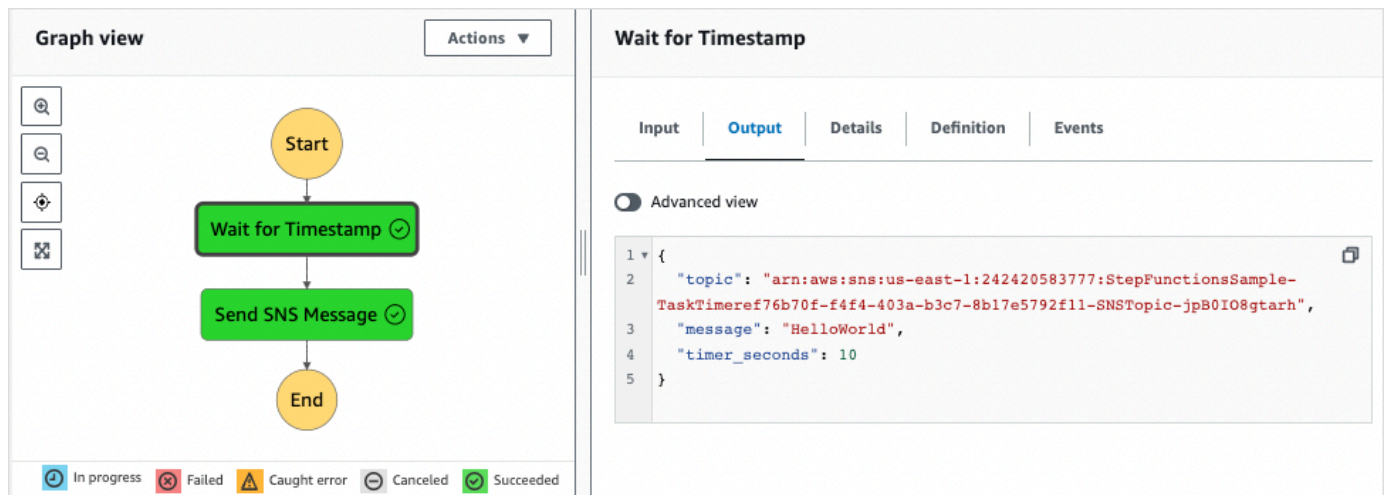 Graph view
Actions ▼
Start
Wait for Timestamp
Send SNS Message
End
In progress
Failed
Caught error
Canceled
Succeeded
Wait for Timestamp
Input
Output
Details
Definition
Events
Advanced view
1 ▼ {
2 "topic": "arn:aws:sns:us-east-1:242420583777:StepFunctionsSample-
TaskTimeref76b70f-f4f4-403a-b3c7-8b17e5792f11-SNSTopic-jpB0IO8gtarh",
3 "message": "HelloWorld",
4 "timer_seconds": 10
5 }